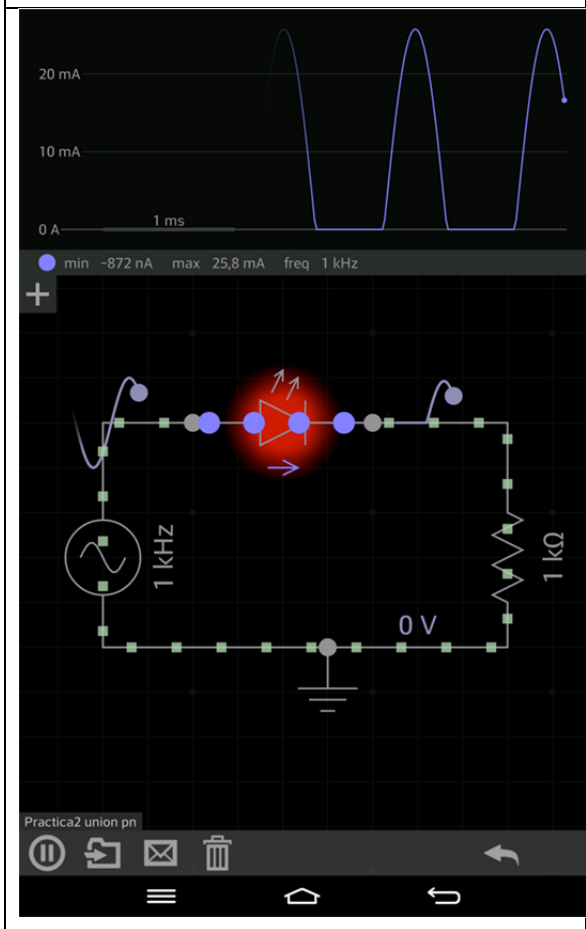 20 mA
10 mA
1 ms
0 A
min -872 nA max 25,8 mA freq 1 kHz
1 kHz
1 kΩ
0 V
Practica2 union pn